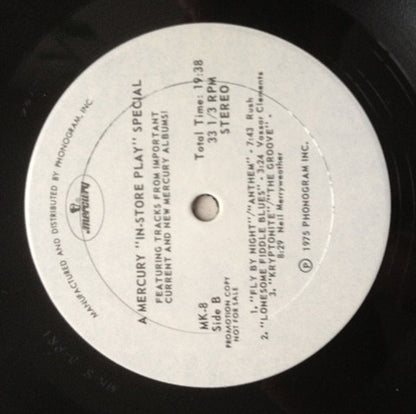 MANUFACTURED AND DISTRIBUTED BY PHONOGRAM, INC.
mercury
A MERCURY "IN-STORE PLAY" SPECIAL
FEATURING TRACKS FROM IMPORTANT
CURRENT AND NEW MERCURY ALBUMS!
MK-8
Side B
PROMOTION COPY
NOT FOR SALE
Total Time: 19:38
33 1/3 RPM
STEREO
1. "FLY BY NIGHT"/"ANTHEM" - 7:43 Rush
2. "LONESOME FIDDLE BLUES" - 3:24 Vassar Clements
3. "KRYPTONITE"/"THE GROOVE" -
8:29 Neil Merryweather
Ⓟ 1975 PHONOGRAM INC.